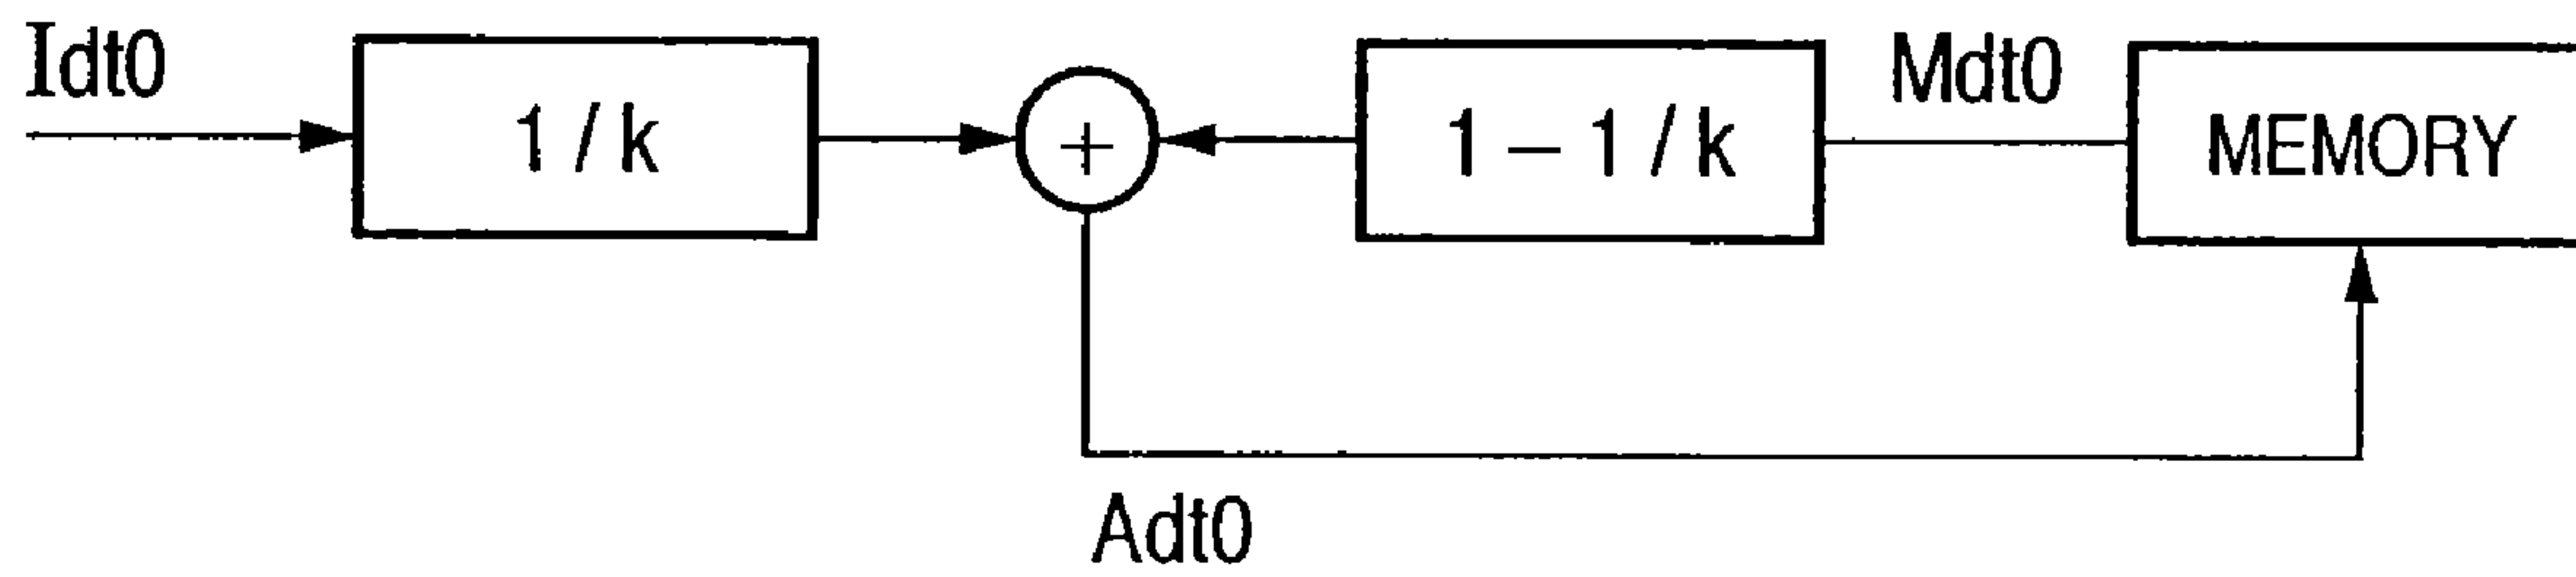 Idt0
1 / k
+
1 – 1 / k
Mdt0
MEMORY
Adt0